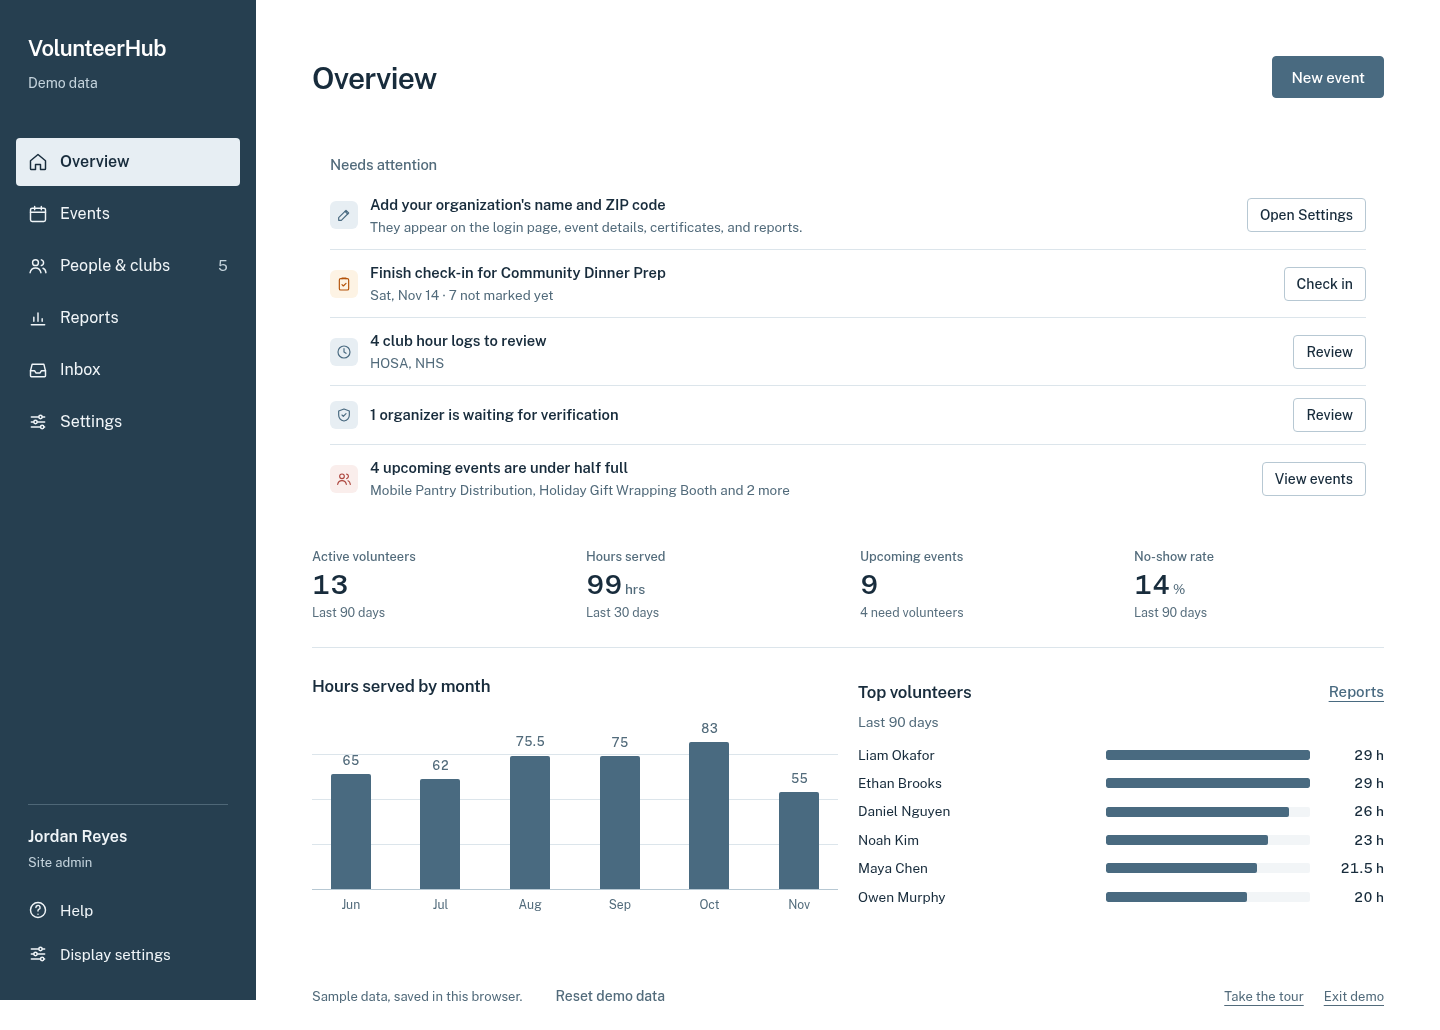 VolunteerHub
Demo data
Overview
Events
People & clubs 5
Reports
Inbox
Settings
Jordan Reyes
Site admin
Help
Display settings
Overview
New event
Needs attention
Add your organization's name and ZIP code
They appear on the login page, event details, certificates, and reports.
Open Settings
Finish check-in for Community Dinner Prep
Sat, Nov 14 · 7 not marked yet
Check in
4 club hour logs to review
HOSA, NHS
Review
1 organizer is waiting for verification
Review
4 upcoming events are under half full
Mobile Pantry Distribution, Holiday Gift Wrapping Booth and 2 more
View events
Active volunteers
13
Last 90 days
Hours served
99 hrs
Last 30 days
Upcoming events
9
4 need volunteers
No-show rate
14 %
Last 90 days
Hours served by month
65 62 75.5 75 83 55
Jun Jul Aug Sep Oct Nov
Top volunteers
Reports
Last 90 days
Liam Okafor 29 h
Ethan Brooks 29 h
Daniel Nguyen 26 h
Noah Kim 23 h
Maya Chen 21.5 h
Owen Murphy 20 h
Sample data, saved in this browser.
Reset demo data
Take the tour
Exit demo